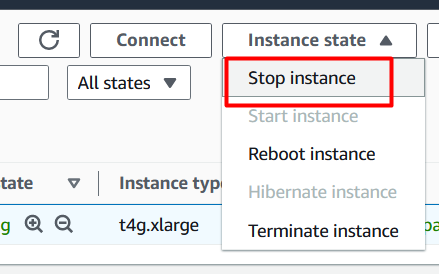 Connect
Instance state
All states
Stop instance
Start instance
Reboot instance
Hibernate instance
Terminate instance
tate
Instance typ
g
t4g.xlarge